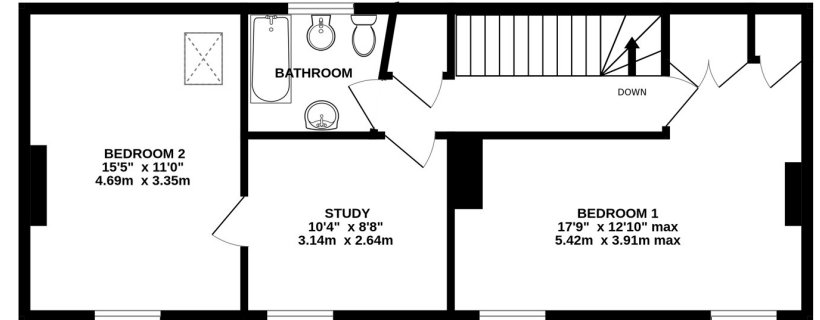 BATHROOM
DOWN
BEDROOM 2
15'5" x 11'0"
4.69m x 3.35m
STUDY
10'4" x 8'8"
3.14m x 2.64m
BEDROOM 1
17'9" x 12'10" max
5.42m x 3.91m max